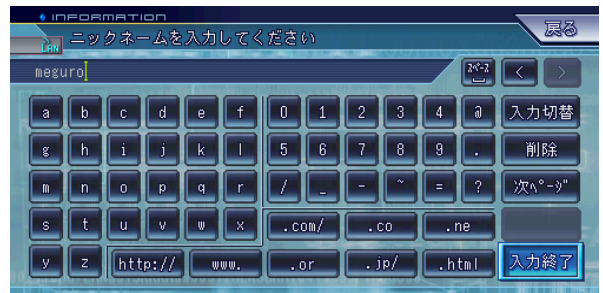 INFORMATION
LAN ニックネームを入力してください 戻る
meguro スペース < >
a b c d e f 0 1 2 3 4 @ 入力切替
g h i j k l 5 6 7 8 9 . 削除
m n o p q r / _ - ~ = ? 次ページ
s t u v w x .com/ .co .ne
y z http:// www. .or .jp/ .html 入力終了